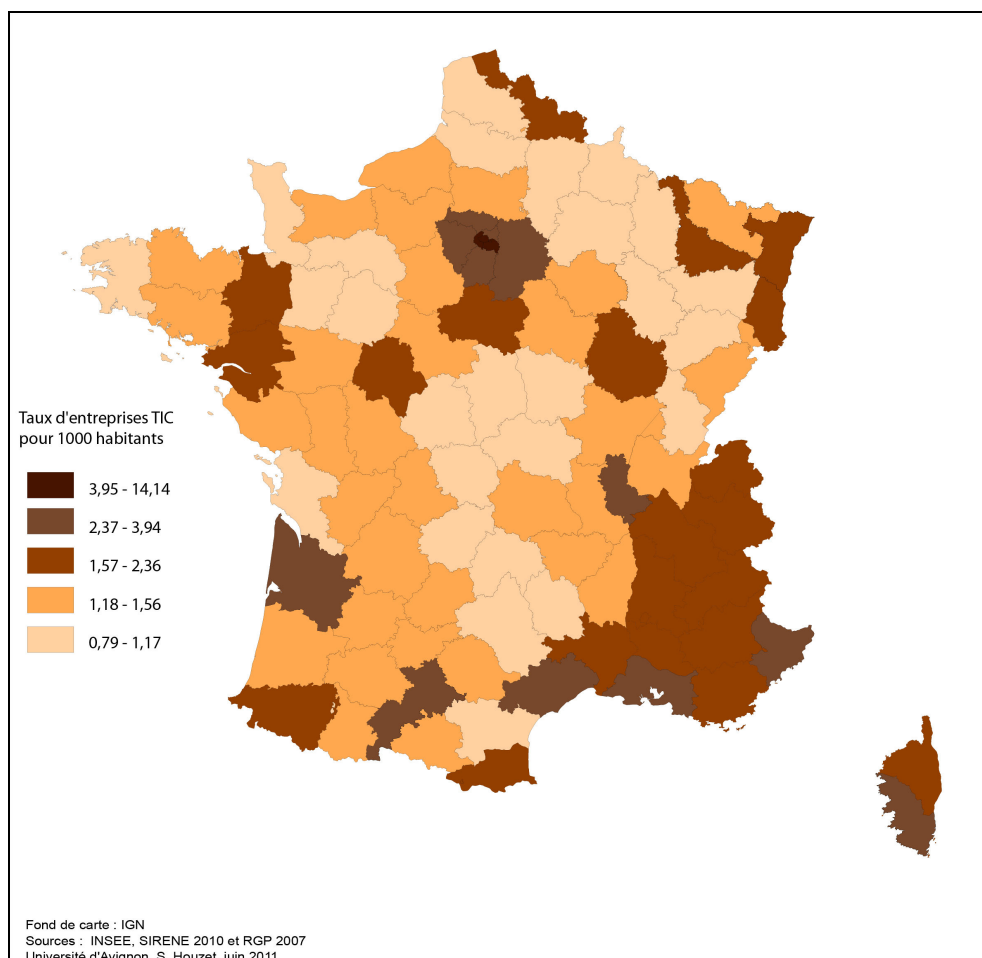 Taux d'entreprises TIC
pour 1000 habitants
3,95 - 14,14
2,37 - 3,94
1,57 - 2,36
1,18 - 1,56
0,79 - 1,17
Fond de carte : IGN
Sources : INSEE, SIRENE 2010 et RGP 2007
Université d'Avignon, S. Houzet, juin 2011